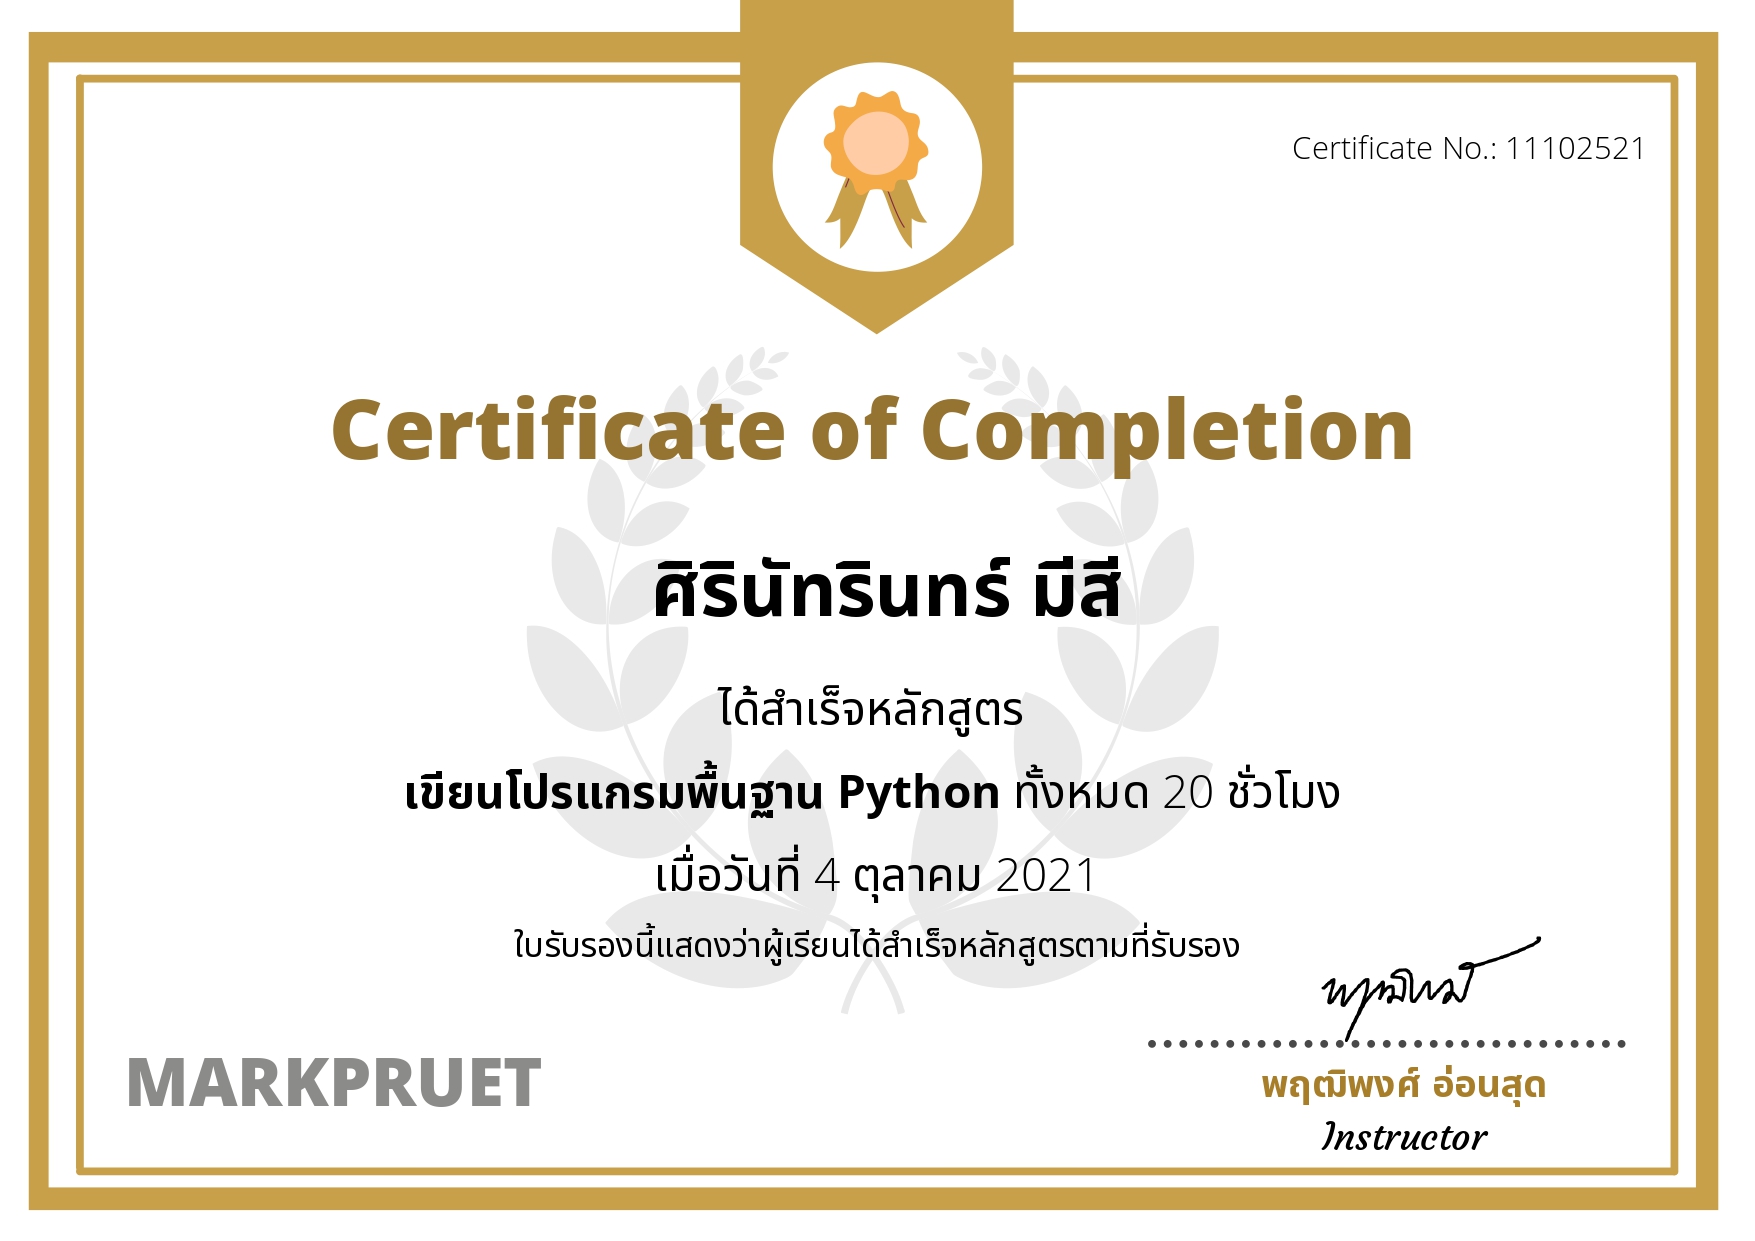 Certificate No.: 11102521
Certificate of Completion
ศิรินัทรินทร์ มีสี
ได้สำเร็จหลักสูตร
เขียนโปรแกรมพื้นฐาน Python ทั้งหมด 20 ชั่วโมง
เมื่อวันที่ 4 ตุลาคม 2021
ใบรับรองนี้แสดงว่าผู้เรียนได้สำเร็จหลักสูตรตามที่รับรอง
MARKPRUET
พฤฒิพงศ์ อ่อนสุด
Instructor